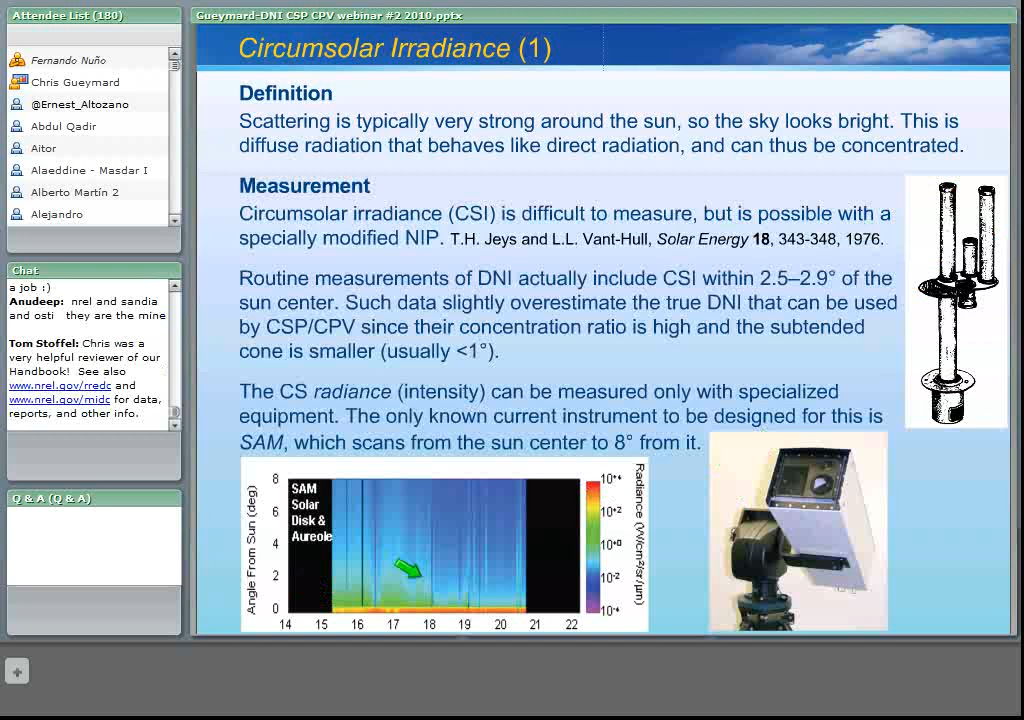 Attendee List (180)
Fernando Nuño
Chris Gueymard
@Ernest_Altozano
Abdul Qadir
Aitor
Alaeddine - Masdar I
Alberto Martín 2
Alejandro
Chat
a job :)
Anudeep: nrel and sandia
and osti they are the mine
Tom Stoffel: Chris was a
very helpful reviewer of our
Handbook! See also
www.nrel.gov/rredc and
www.nrel.gov/midc for data,
reports, and other info.
Q & A (Q & A)
Gueymard-DNI CSP CPV webinar #2 2010.pptx
Circumsolar Irradiance (1)
Definition
Scattering is typically very strong around the sun, so the sky looks bright. This is
diffuse radiation that behaves like direct radiation, and can thus be concentrated.
Measurement
Circumsolar irradiance (CSI) is difficult to measure, but is possible with a
specially modified NIP. T.H. Jeys and L.L. Vant-Hull, Solar Energy 18, 343-348, 1976.
Routine measurements of DNI actually include CSI within 2.5–2.9° of the
sun center. Such data slightly overestimate the true DNI that can be used
by CSP/CPV since their concentration ratio is high and the subtended
cone is smaller (usually <1°).
The CS radiance (intensity) can be measured only with specialized
equipment. The only known current instrument to be designed for this is
SAM, which scans from the sun center to 8° from it.
SAM
Solar
Disk &
Aureole
Angle From Sun (deg)
8
6
4
2
0
14 15 16 17 18 19 20 21 22
10+4
10+2
10+0
10-2
10-4
Radiance (W/cm²/sr/µm)